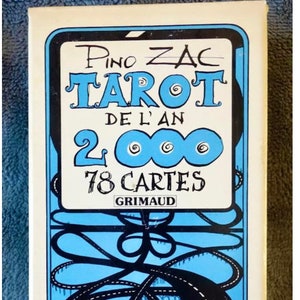 Pino ZAC
TAROT
DE L'AN
2000
78 CARTES
GRIMAUD